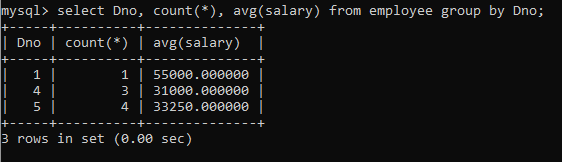 mysql> select Dno, count(*), avg(salary) from employee group by Dno;
+-----+----------+--------------+
| Dno | count(*) | avg(salary)  |
+-----+----------+--------------+
|   1 |        1 | 55000.000000 |
|   4 |        3 | 31000.000000 |
|   5 |        4 | 33250.000000 |
+-----+----------+--------------+
3 rows in set (0.00 sec)